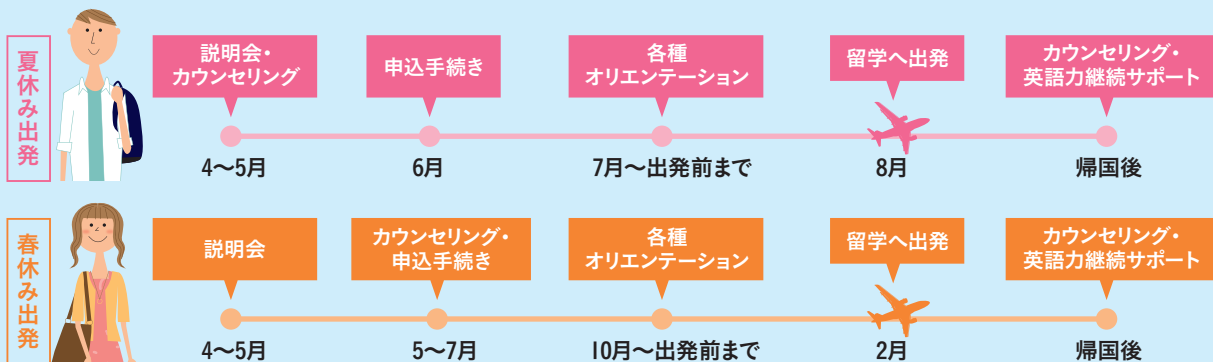 夏休み出発
説明会・
カウンセリング
申込手続き
各種
オリエンテーション
留学へ出発
カウンセリング・
英語力継続サポート
4〜5月
6月
7月〜出発前まで
8月
帰国後
春休み出発
説明会
カウンセリング・
申込手続き
各種
オリエンテーション
留学へ出発
カウンセリング・
英語力継続サポート
4〜5月
5〜7月
10月〜出発前まで
2月
帰国後